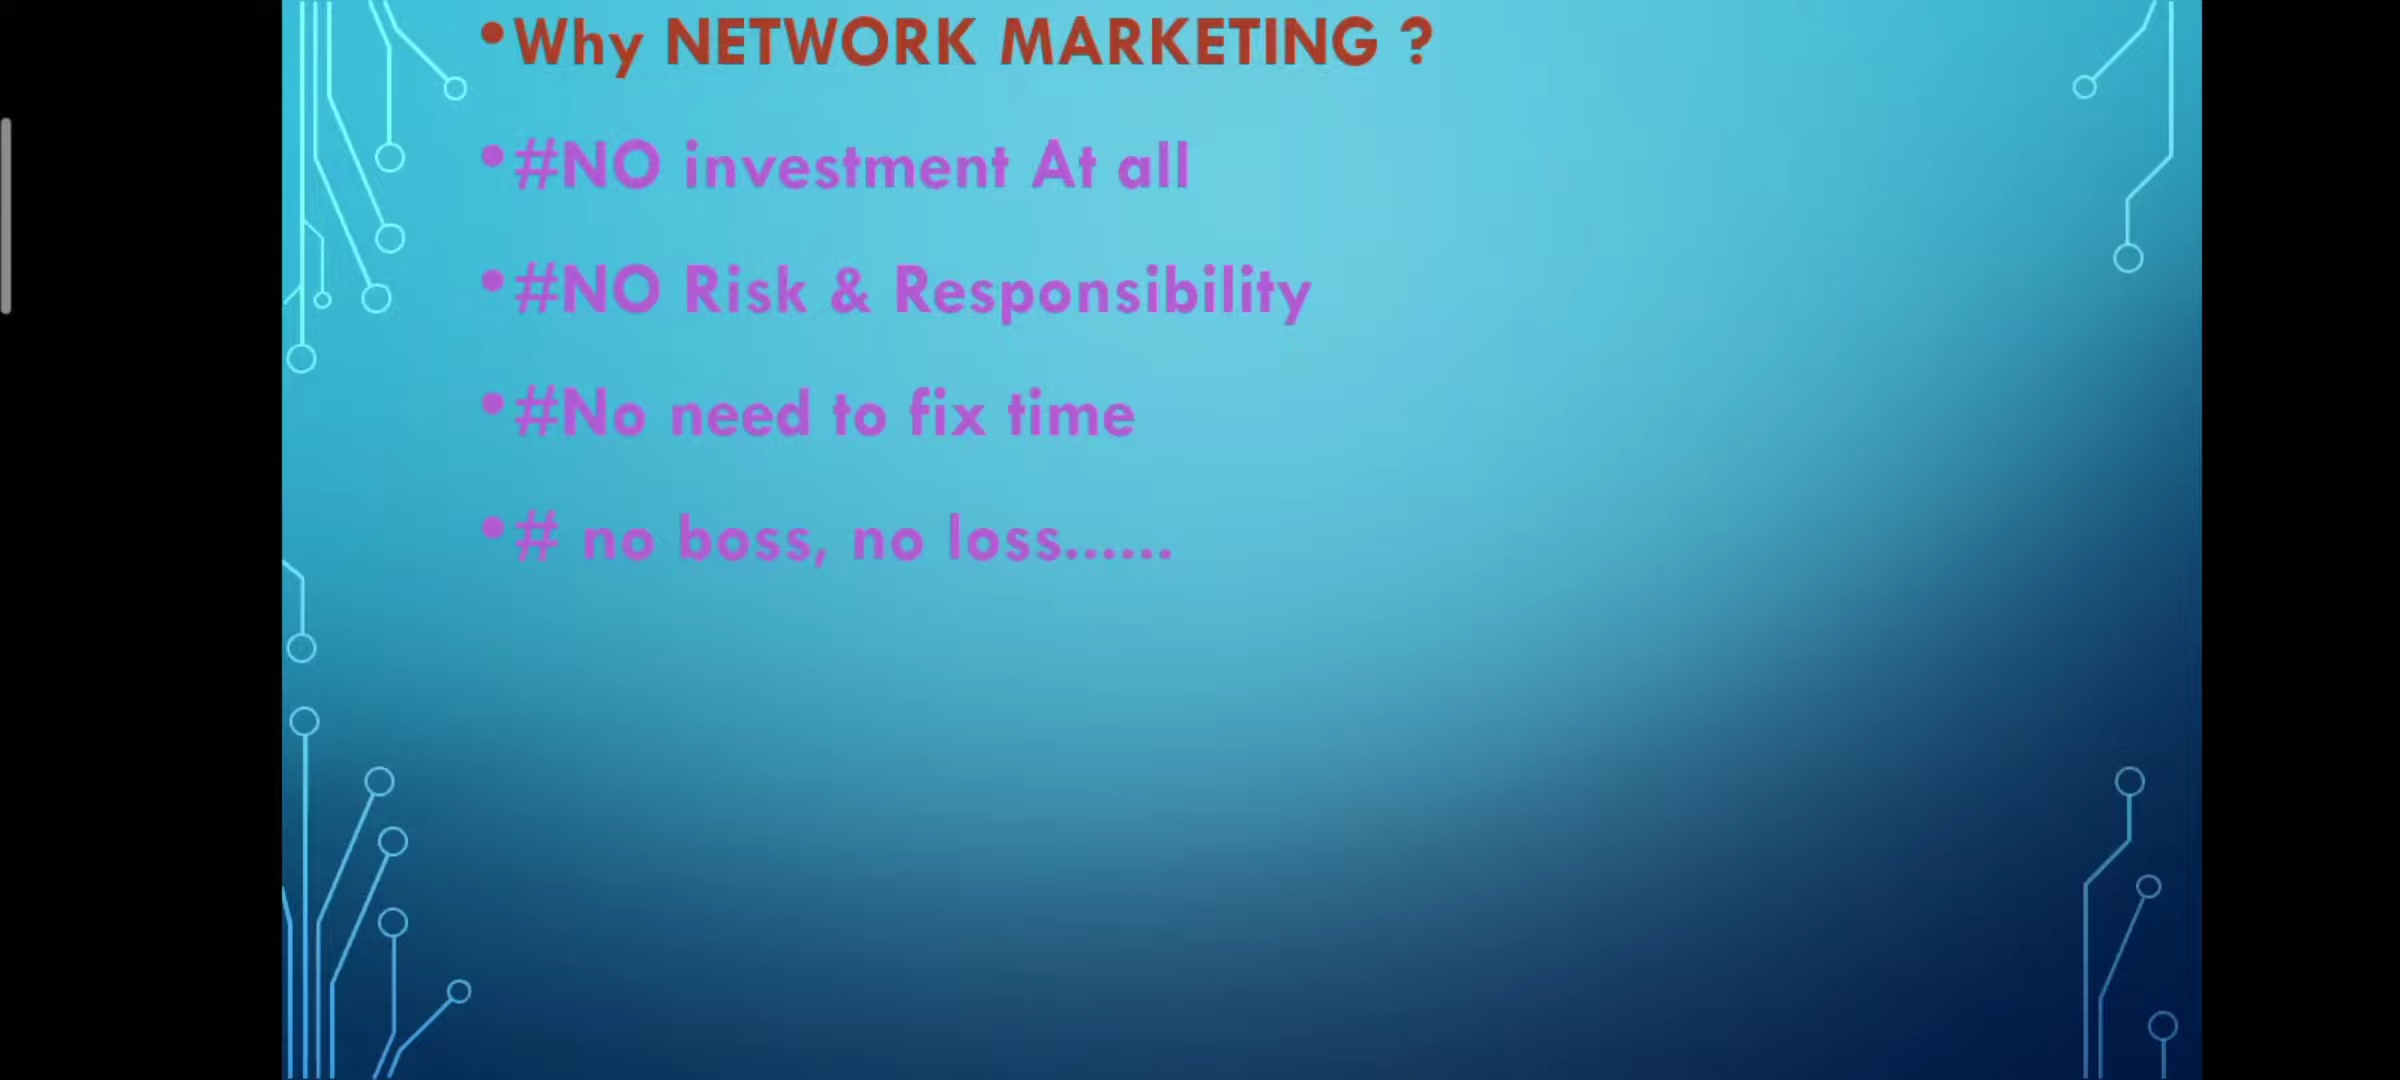 •Why NETWORK MARKETING ?
•#NO investment At all
•#NO Risk & Responsibility
•#No need to fix time
•# no boss, no loss......